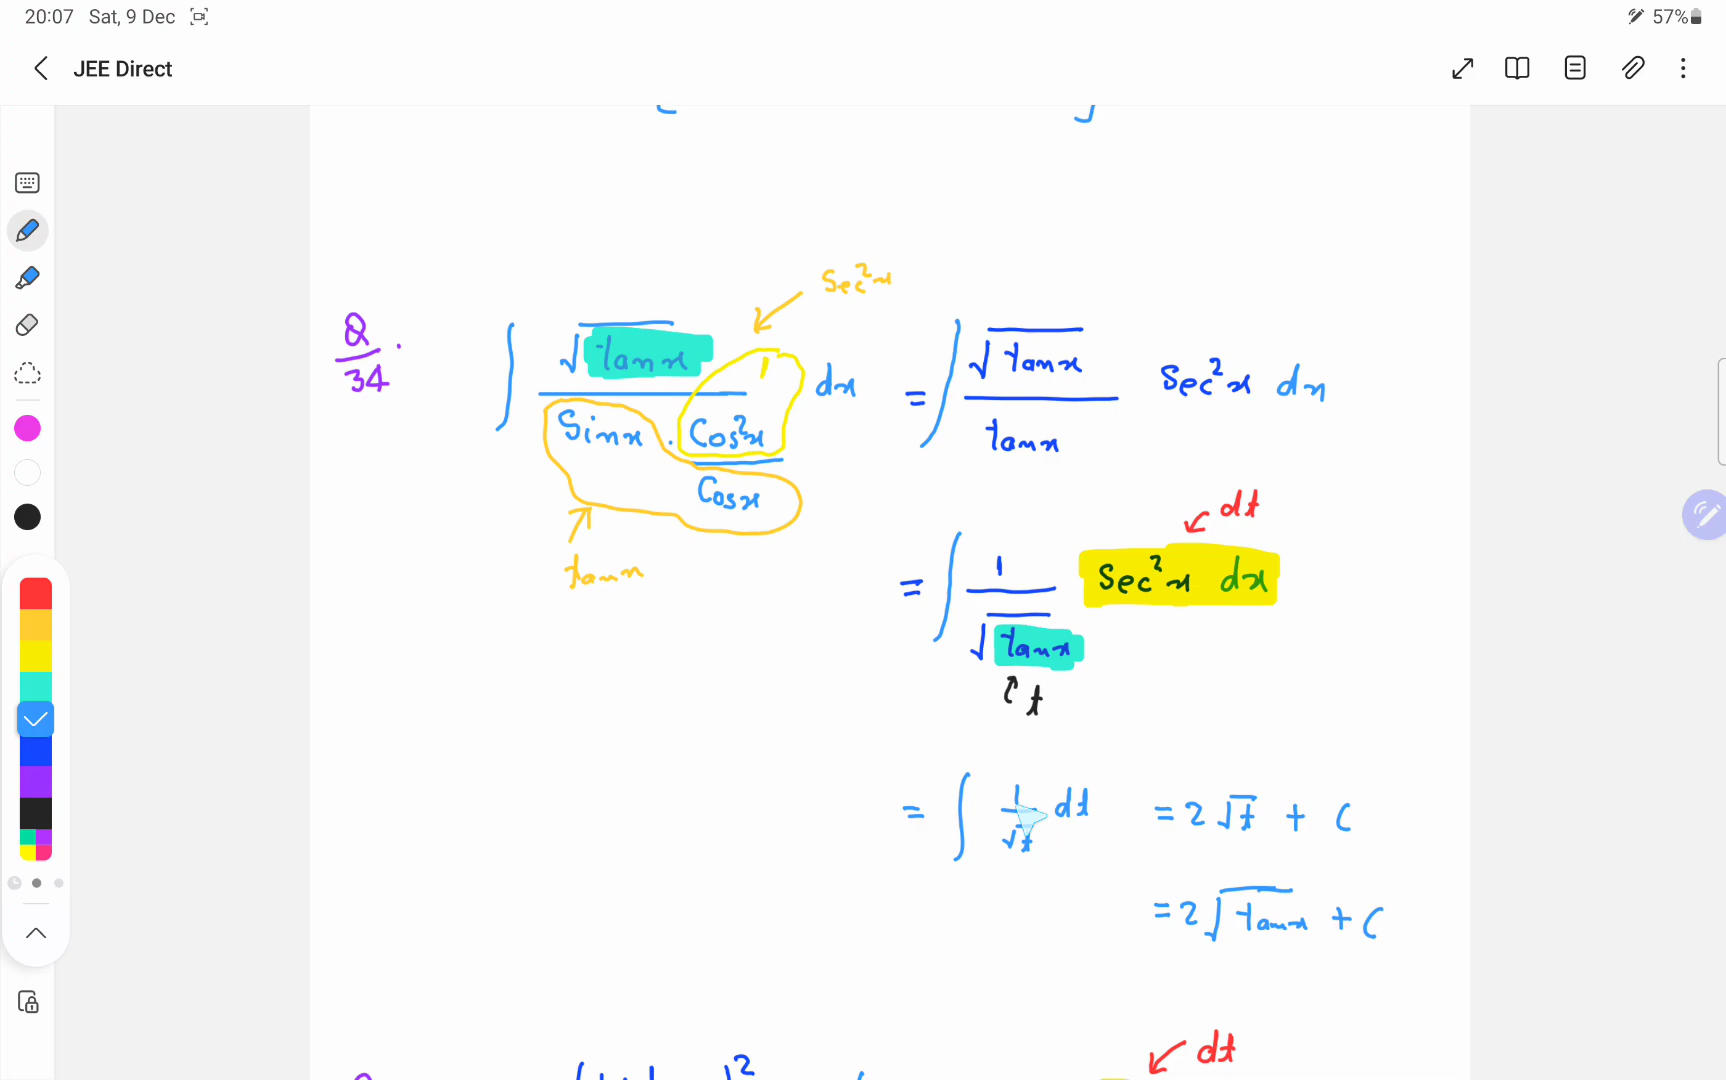 20:07 Sat, 9 Dec 57%
JEE Direct
Sec²x
Q/34. ∫ √tanx / (Sinx . Cos²x / Cosx) dx = ∫ √tanx / tanx Sec²x dx
1
tanx
dt
= ∫ 1/√tanx Sec²x dx
t
= ∫ 1/√t dt = 2√t + C
= 2√tanx + C
dt